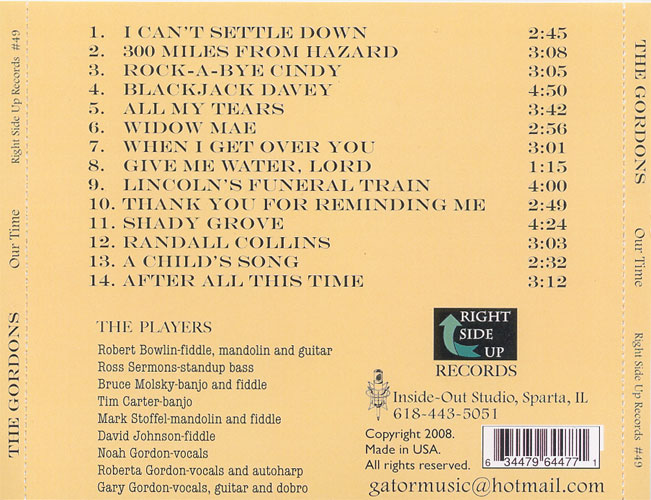 1. I CAN'T SETTLE DOWN 2:45
2. 300 MILES FROM HAZARD 3:08
3. ROCK-A-BYE CINDY 3:05
4. BLACKJACK DAVEY 4:50
5. ALL MY TEARS 3:42
6. WIDOW MAE 2:56
7. WHEN I GET OVER YOU 3:01
8. GIVE ME WATER, LORD 1:15
9. LINCOLN'S FUNERAL TRAIN 4:00
10. THANK YOU FOR REMINDING ME 2:49
11. SHADY GROVE 4:24
12. RANDALL COLLINS 3:03
13. A CHILD'S SONG 2:32
14. AFTER ALL THIS TIME 3:12
THE PLAYERS
Robert Bowlin-fiddle, mandolin and guitar
Ross Sermons-standup bass
Bruce Molsky-banjo and fiddle
Tim Carter-banjo
Mark Stoffel-mandolin and fiddle
David Johnson-fiddle
Noah Gordon-vocals
Roberta Gordon-vocals and autoharp
Gary Gordon-vocals, guitar and dobro
RIGHT
SIDE
UP
RECORDS
Inside-Out Studio, Sparta, IL
618-443-5051
Copyright 2008.
Made in USA.
All rights reserved.
6 34479 64477 1
gatormusic@hotmail.com
THE GORDONS Our Time Right Side Up Records #49
THE GORDONS Our Time Right Side Up Records #49